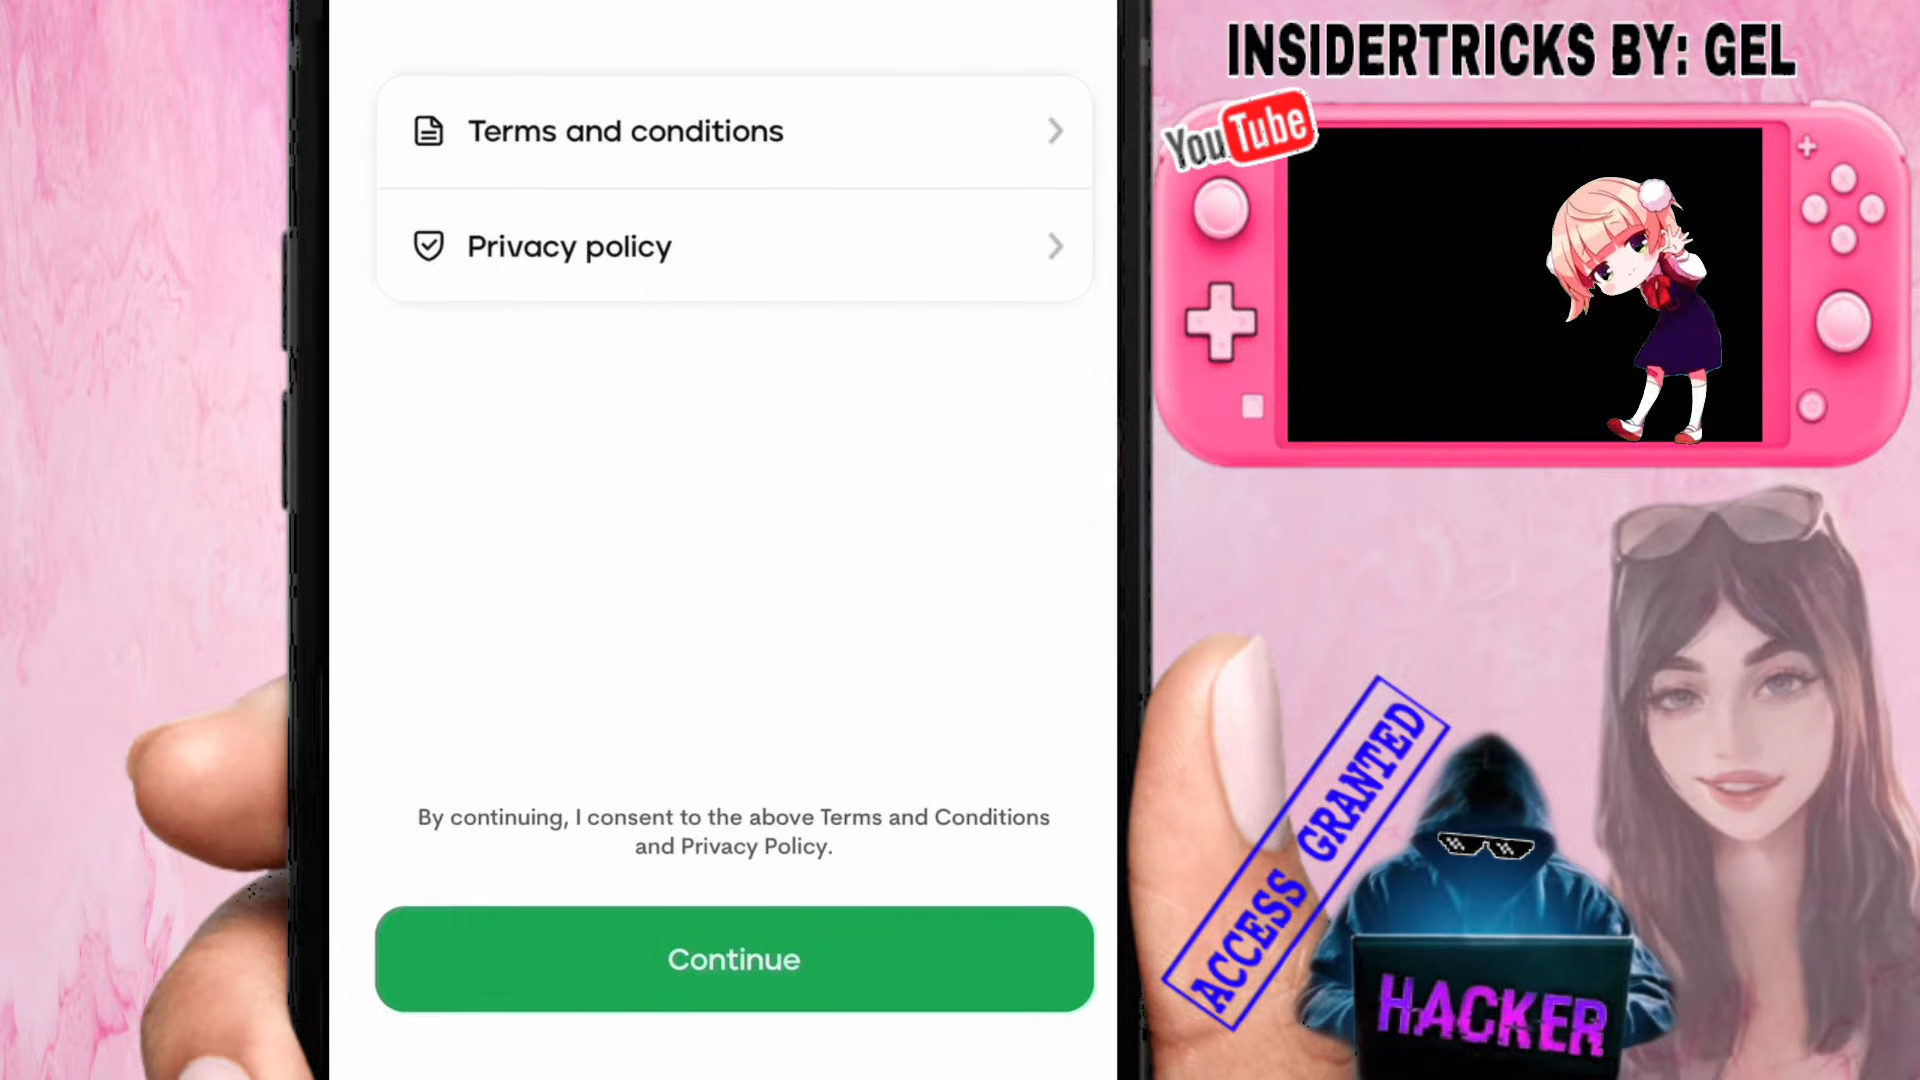 INSIDERTRICKS BY: GEL
YouTube
Terms and conditions
Privacy policy
By continuing, I consent to the above Terms and Conditions
and Privacy Policy.
Continue
ACCESS GRANTED
HACKER